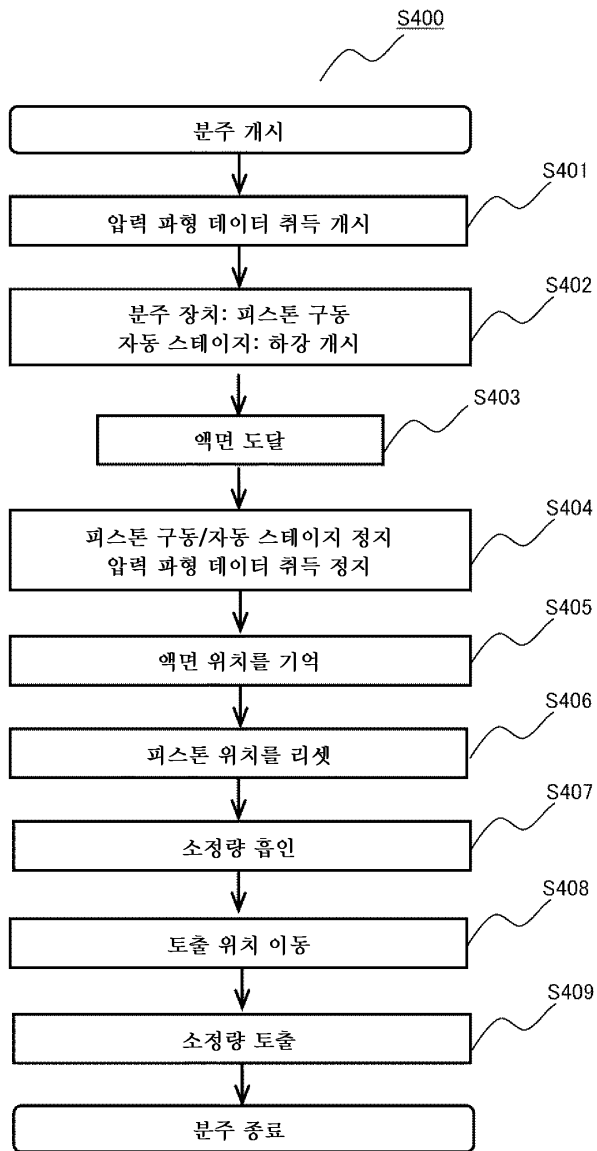 S400
분주 개시
S401
압력 파형 데이터 취득 개시
S402
분주 장치: 피스톤 구동
자동 스테이지: 하강 개시
S403
액면 도달
S404
피스톤 구동/자동 스테이지 정지
압력 파형 데이터 취득 정지
S405
액면 위치를 기억
S406
피스톤 위치를 리셋
S407
소정량 흡인
S408
토출 위치 이동
S409
소정량 토출
분주 종료